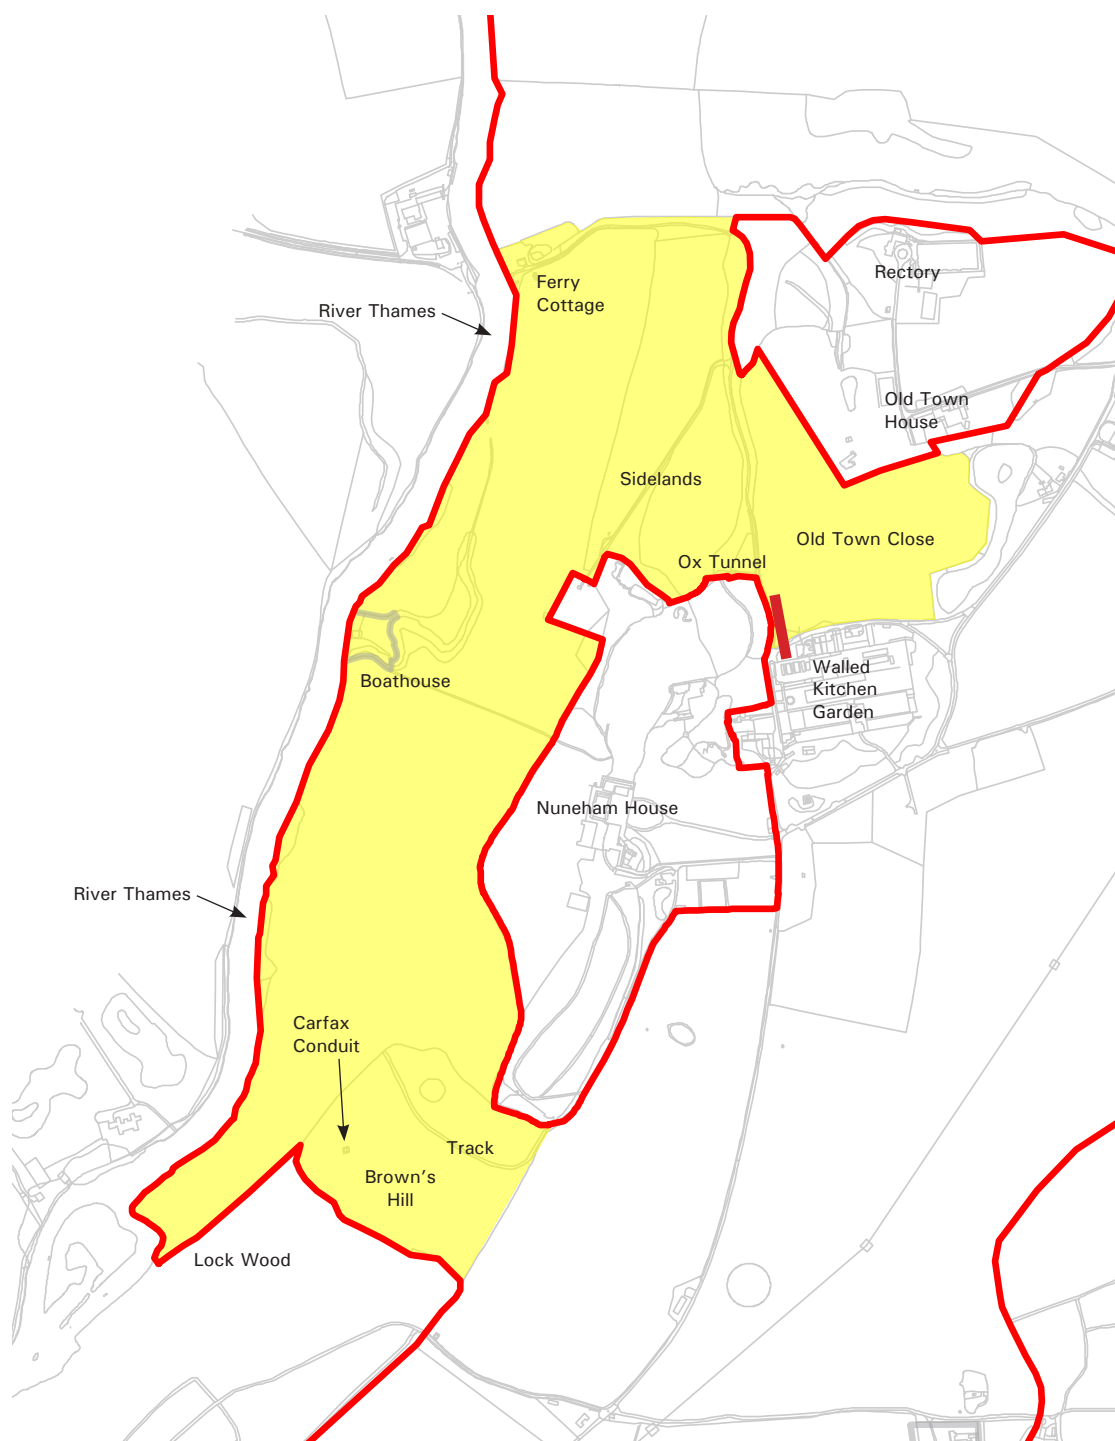 Ferry
Cottage
Rectory
River Thames
Old Town
House
Sidelands
Old Town Close
Ox Tunnel
Walled
Kitchen
Garden
Boathouse
Nuneham House
River Thames
Carfax
Conduit
Track
Brown's
Hill
Lock Wood